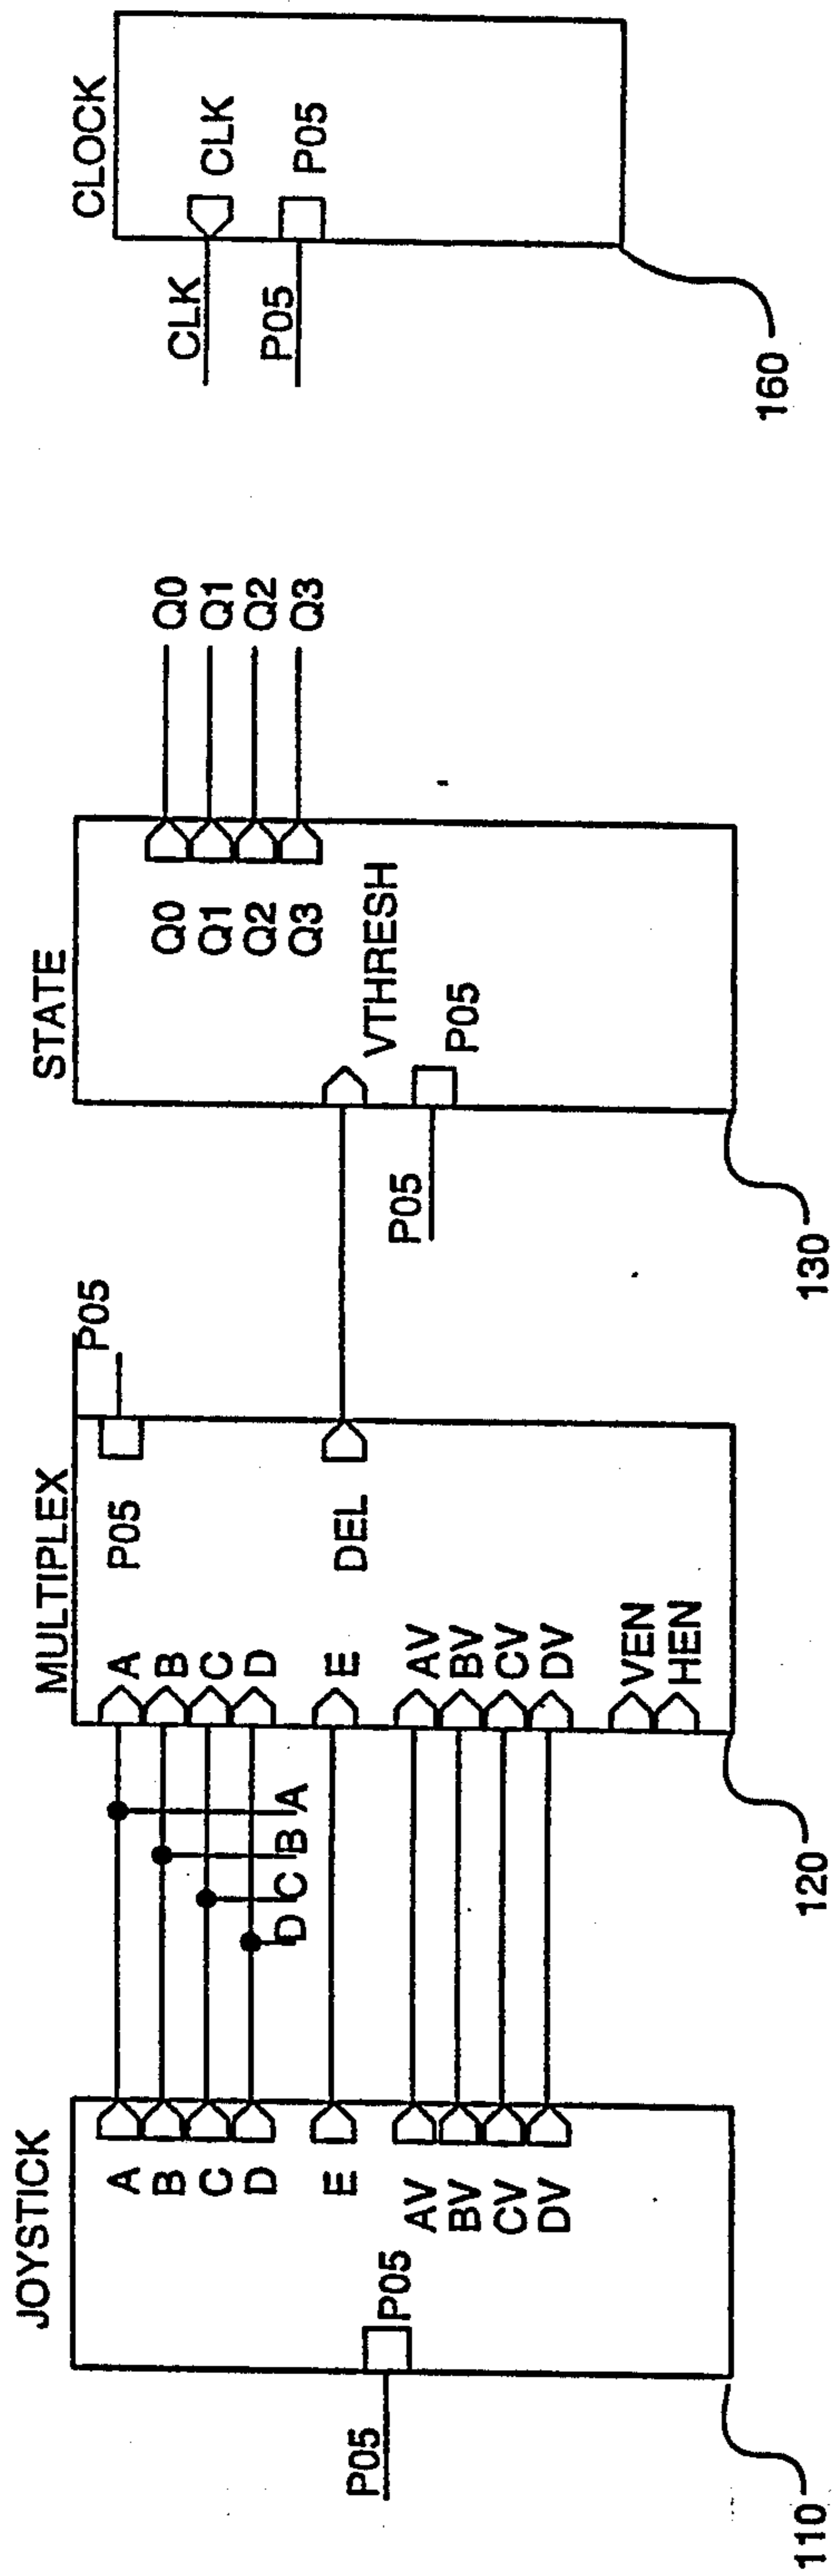 JOYSTICK
A
B
C
D
E
AV
BV
CV
DV
P05
P05
110
D C B A
MULTIPLEX
A
B
C
D
E
AV
BV
CV
DV
VEN
HEN
P05
DEL
P05
120
STATE
VTHRESH
P05
P05
Q0
Q1
Q2
Q3
Q0
Q1
Q2
Q3
130
CLOCK
CLK
CLK
P05
P05
160